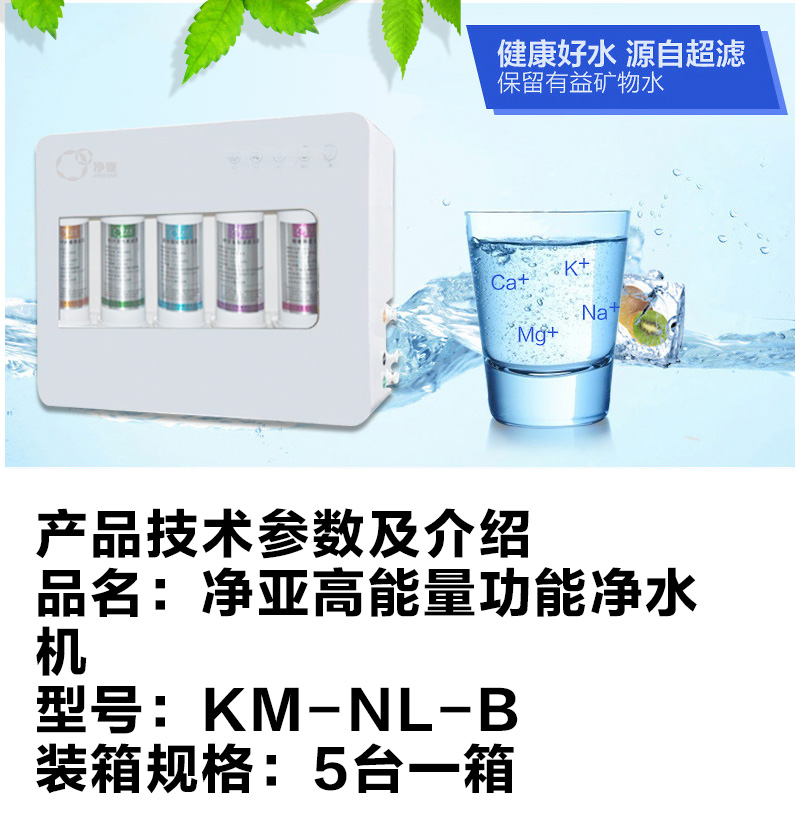 健康好水 源自超滤
保留有益矿物水
净亚
Ca+
K+
Na+
Mg+
产品技术参数及介绍
品名：净亚高能量功能净水
机
型号：KM-NL-B
装箱规格：5台一箱